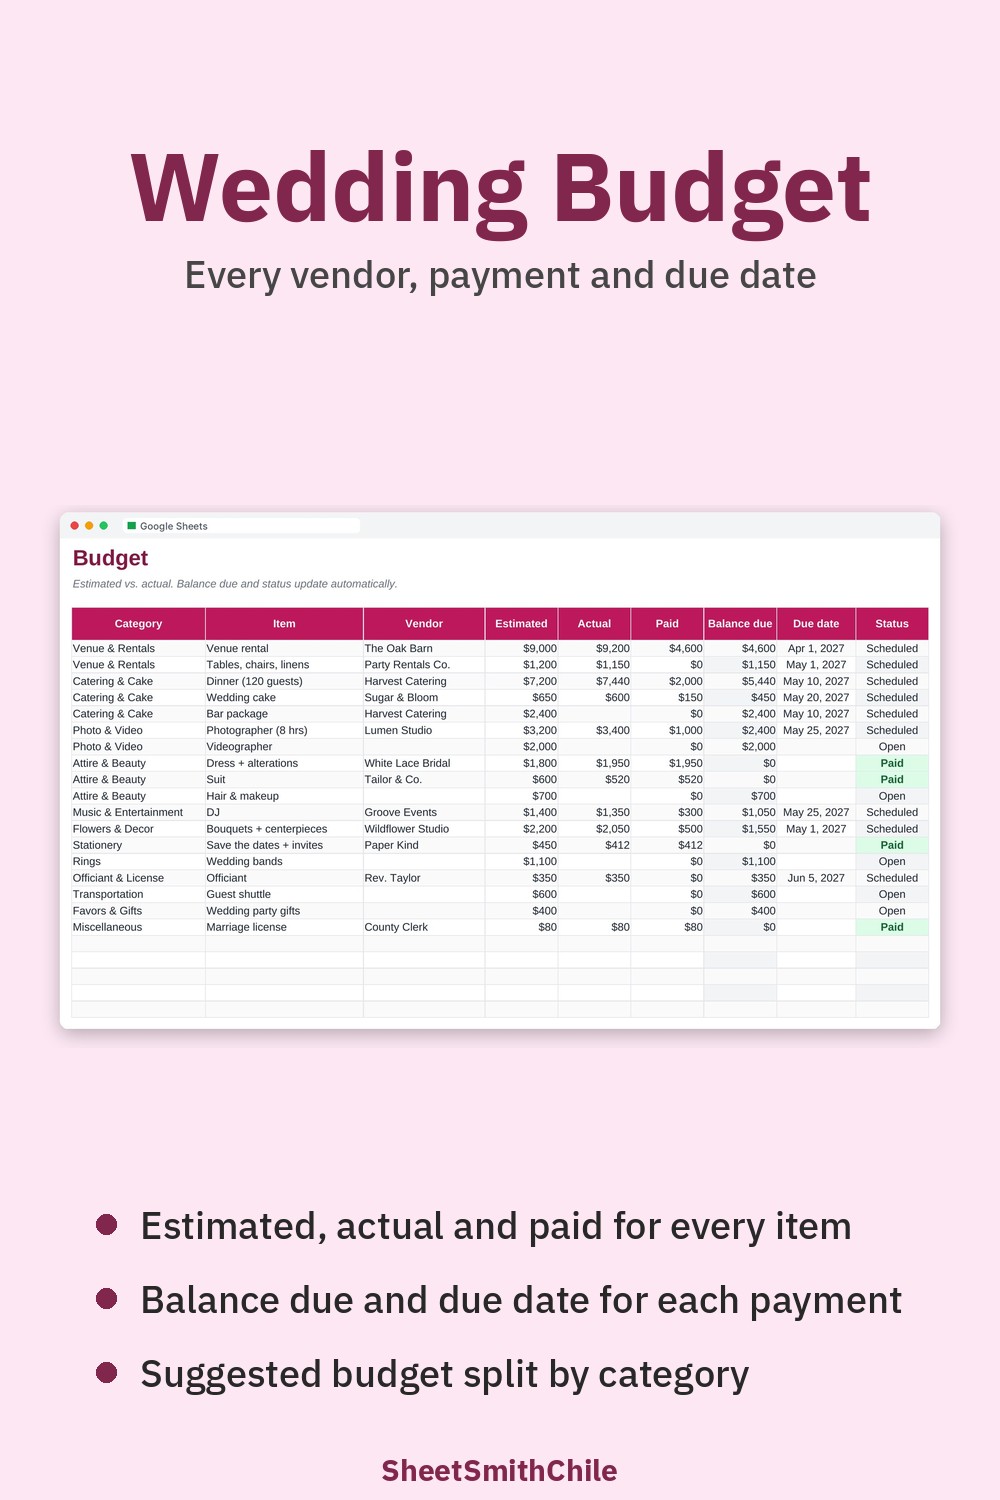 Wedding Budget
Every vendor, payment and due date
Google Sheets
Budget
Estimated vs. actual. Balance due and status update automatically.
Category Item Vendor Estimated Actual Paid Balance due Due date Status
Venue & Rentals Venue rental The Oak Barn $9,000 $9,200 $4,600 $4,600 Apr 1, 2027 Scheduled
Venue & Rentals Tables, chairs, linens Party Rentals Co. $1,200 $1,150 $0 $1,150 May 1, 2027 Scheduled
Catering & Cake Dinner (120 guests) Harvest Catering $7,200 $7,440 $2,000 $5,440 May 10, 2027 Scheduled
Catering & Cake Wedding cake Sugar & Bloom $650 $600 $150 $450 May 20, 2027 Scheduled
Catering & Cake Bar package Harvest Catering $2,400 $0 $2,400 May 10, 2027 Scheduled
Photo & Video Photographer (8 hrs) Lumen Studio $3,200 $3,400 $1,000 $2,400 May 25, 2027 Scheduled
Photo & Video Videographer $2,000 $0 $2,000 Open
Attire & Beauty Dress + alterations White Lace Bridal $1,800 $1,950 $1,950 $0 Paid
Attire & Beauty Suit Tailor & Co. $600 $520 $520 $0 Paid
Attire & Beauty Hair & makeup $700 $0 $700 Open
Music & Entertainment DJ Groove Events $1,400 $1,350 $300 $1,050 May 25, 2027 Scheduled
Flowers & Decor Bouquets + centerpieces Wildflower Studio $2,200 $2,050 $500 $1,550 May 1, 2027 Scheduled
Stationery Save the dates + invites Paper Kind $450 $412 $412 $0 Paid
Rings Wedding bands $1,100 $0 $1,100 Open
Officiant & License Officiant Rev. Taylor $350 $350 $0 $350 Jun 5, 2027 Scheduled
Transportation Guest shuttle $600 $0 $600 Open
Favors & Gifts Wedding party gifts $400 $0 $400 Open
Miscellaneous Marriage license County Clerk $80 $80 $80 $0 Paid
Estimated, actual and paid for every item
Balance due and due date for each payment
Suggested budget split by category
SheetSmithChile